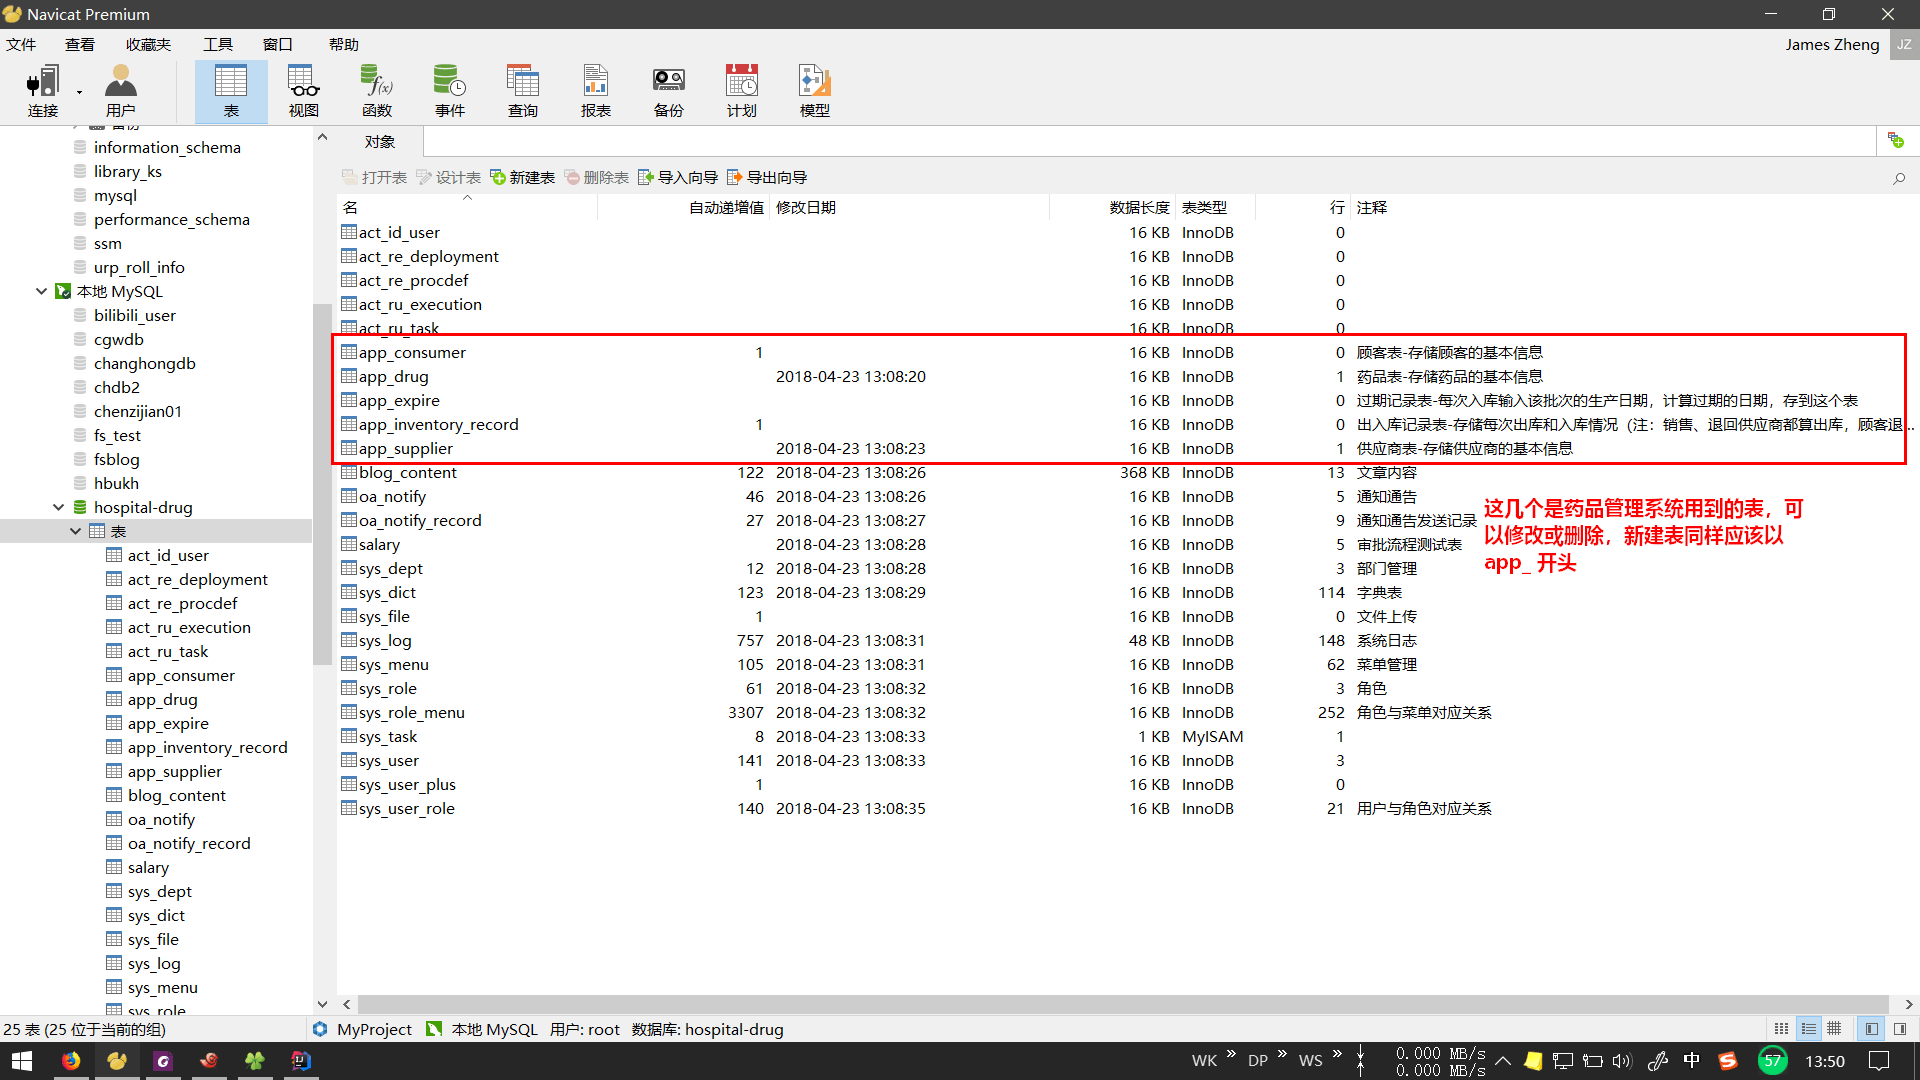 Navicat Premium
文件 查看 收藏夹 工具 窗口 帮助 James Zheng JZ
连接 用户 表 视图 函数 事件 查询 报表 备份 计划 模型
备份
information_schema
library_ks
mysql
performance_schema
ssm
urp_roll_info
本地 MySQL
bilibili_user
cgwdb
changhongdb
chdb2
chenzijian01
fs_test
fsblog
hbukh
hospital-drug
表
act_id_user
act_re_deployment
act_re_procdef
act_ru_execution
act_ru_task
app_consumer
app_drug
app_expire
app_inventory_record
app_supplier
blog_content
oa_notify
oa_notify_record
salary
sys_dept
sys_dict
sys_file
sys_log
sys_menu
sys_role
对象
打开表 设计表 新建表 删除表 导入向导 导出向导
名 自动递增值 修改日期 数据长度 表类型 行 注释
act_id_user 16 KB InnoDB 0
act_re_deployment 16 KB InnoDB 0
act_re_procdef 16 KB InnoDB 0
act_ru_execution 16 KB InnoDB 0
act_ru_task 16 KB InnoDB 0
app_consumer 1 16 KB InnoDB 0 顾客表-存储顾客的基本信息
app_drug 2018-04-23 13:08:20 16 KB InnoDB 1 药品表-存储药品的基本信息
app_expire 16 KB InnoDB 0 过期记录表-每次入库输入该批次的生产日期，计算过期的日期，存到这个表
app_inventory_record 1 16 KB InnoDB 0 出入库记录表-存储每次出库和入库情况（注：销售、退回供应商都算出库，顾客退...
app_supplier 2018-04-23 13:08:23 16 KB InnoDB 1 供应商表-存储供应商的基本信息
blog_content 122 2018-04-23 13:08:26 368 KB InnoDB 13 文章内容
oa_notify 46 2018-04-23 13:08:26 16 KB InnoDB 5 通知通告
oa_notify_record 27 2018-04-23 13:08:27 16 KB InnoDB 9 通知通告发送记录
salary 2018-04-23 13:08:28 16 KB InnoDB 5 审批流程测试表
sys_dept 12 2018-04-23 13:08:28 16 KB InnoDB 3 部门管理
sys_dict 123 2018-04-23 13:08:29 16 KB InnoDB 114 字典表
sys_file 1 16 KB InnoDB 0 文件上传
sys_log 757 2018-04-23 13:08:31 48 KB InnoDB 148 系统日志
sys_menu 105 2018-04-23 13:08:31 16 KB InnoDB 62 菜单管理
sys_role 61 2018-04-23 13:08:32 16 KB InnoDB 3 角色
sys_role_menu 3307 2018-04-23 13:08:32 16 KB InnoDB 252 角色与菜单对应关系
sys_task 8 2018-04-23 13:08:33 1 KB MyISAM 1
sys_user 141 2018-04-23 13:08:33 16 KB InnoDB 3
sys_user_plus 1 16 KB InnoDB 0
sys_user_role 140 2018-04-23 13:08:35 16 KB InnoDB 21 用户与角色对应关系
这几个是药品管理系统用到的表，可
以修改或删除，新建表同样应该以
app_ 开头
25 表 (25 位于当前的组) MyProject 本地 MySQL 用户: root 数据库: hospital-drug
WK » DP » WS » 0.000 MB/s 中 57 13:50
0.000 MB/s